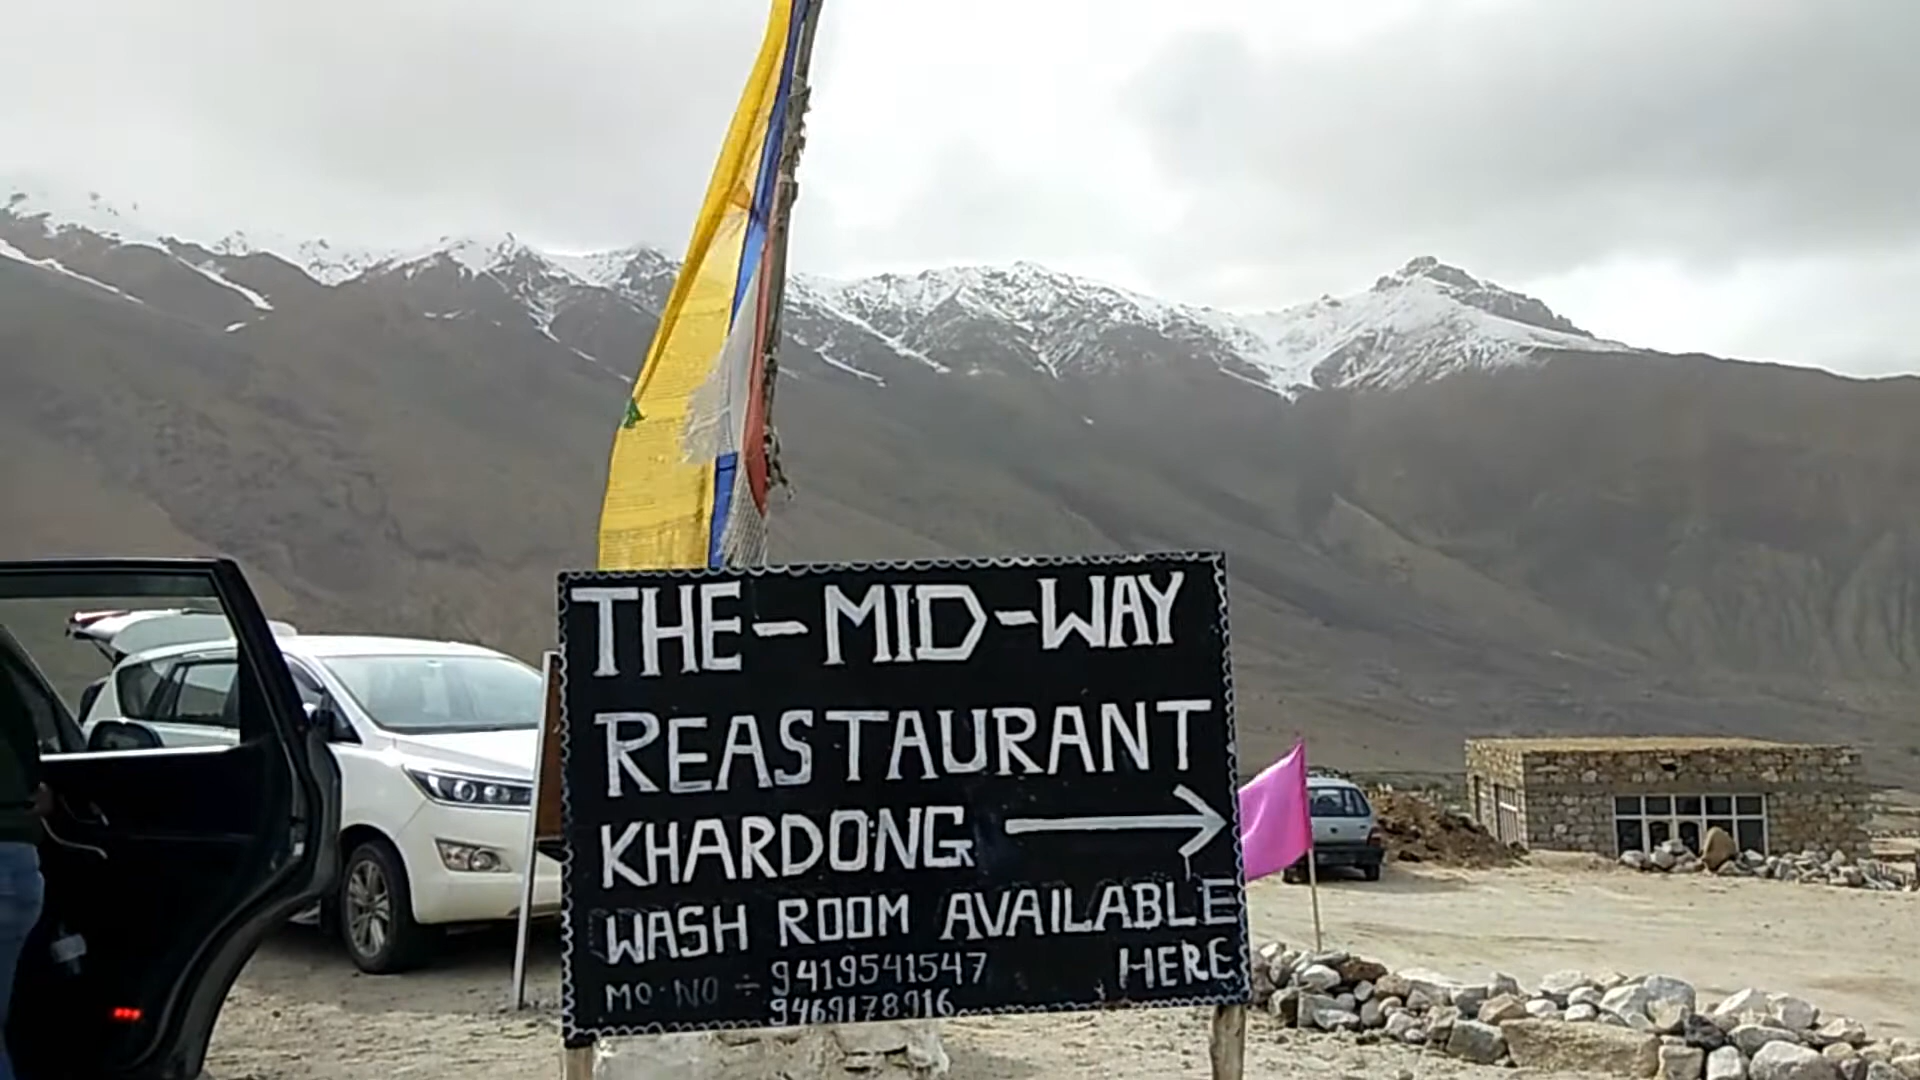 THE-MID-WAY
REASTAURANT
KHARDONG
WASH ROOM AVAILABLE
HERE
MO.NO ÷ 9419541547
9469178916